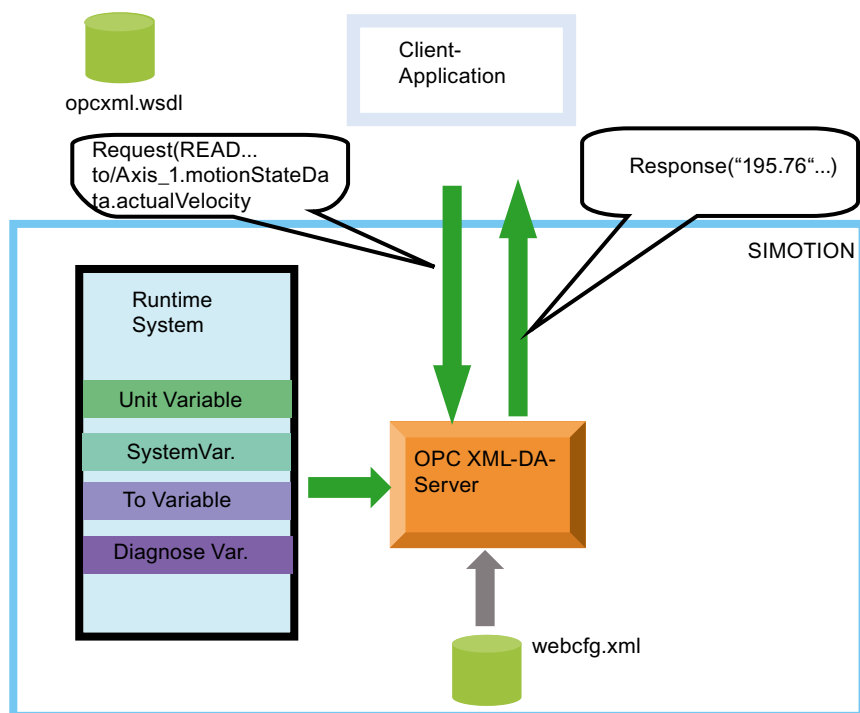 opcxml.wsdl
Client-
Application
Request(READ...
to/Axis_1.motionStateDa
ta.actualVelocity
Response(“195.76“...)
SIMOTION
Runtime
System
Unit Variable
SystemVar.
To Variable
Diagnose Var.
OPC XML-DA-
Server
webcfg.xml